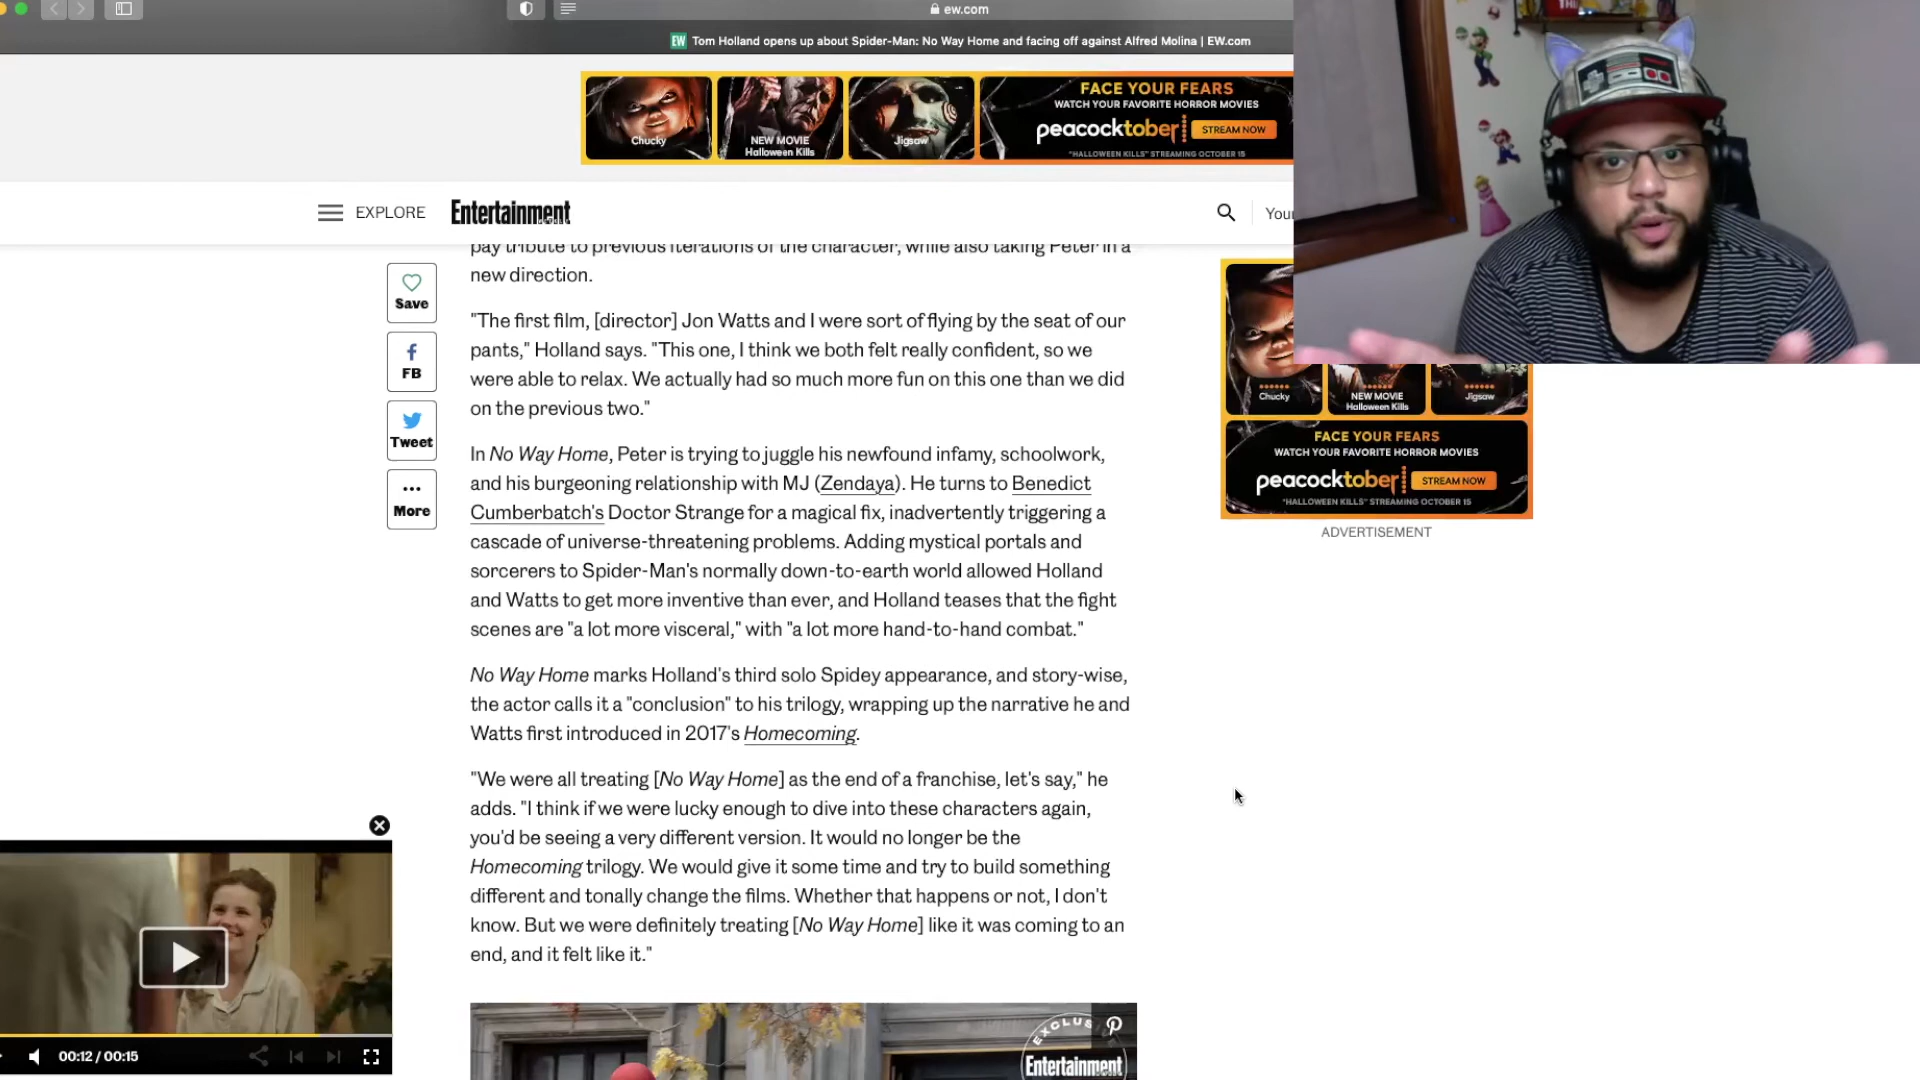 ew.com
EW Tom Holland opens up about Spider-Man: No Way Home and facing off against Alfred Molina | EW.com
Chucky
NEW MOVIE
Halloween Kills
Jigsaw
FACE YOUR FEARS
WATCH YOUR FAVORITE HORROR MOVIES
peacocktober
STREAM NOW
"HALLOWEEN KILLS" STREAMING OCTOBER 15
EXPLORE
Entertainment
Your
pay tribute to previous iterations of the character, while also taking Peter in a
new direction.
Save
FB
Tweet
More
"The first film, [director] Jon Watts and I were sort of flying by the seat of our
pants," Holland says. "This one, I think we both felt really confident, so we
were able to relax. We actually had so much more fun on this one than we did
on the previous two."
In No Way Home, Peter is trying to juggle his newfound infamy, schoolwork,
and his burgeoning relationship with MJ (Zendaya). He turns to Benedict
Cumberbatch's Doctor Strange for a magical fix, inadvertently triggering a
cascade of universe-threatening problems. Adding mystical portals and
sorcerers to Spider-Man's normally down-to-earth world allowed Holland
and Watts to get more inventive than ever, and Holland teases that the fight
scenes are "a lot more visceral," with "a lot more hand-to-hand combat."
No Way Home marks Holland's third solo Spidey appearance, and story-wise,
the actor calls it a "conclusion" to his trilogy, wrapping up the narrative he and
Watts first introduced in 2017's Homecoming.
"We were all treating [No Way Home] as the end of a franchise, let's say," he
adds. "I think if we were lucky enough to dive into these characters again,
you'd be seeing a very different version. It would no longer be the
Homecoming trilogy. We would give it some time and try to build something
different and tonally change the films. Whether that happens or not, I don't
know. But we were definitely treating [No Way Home] like it was coming to an
end, and it felt like it."
Chucky
NEW MOVIE
Halloween Kills
Jigsaw
FACE YOUR FEARS
WATCH YOUR FAVORITE HORROR MOVIES
peacocktober
STREAM NOW
"HALLOWEEN KILLS" STREAMING OCTOBER 15
ADVERTISEMENT
00:12 / 00:15
Entertainment